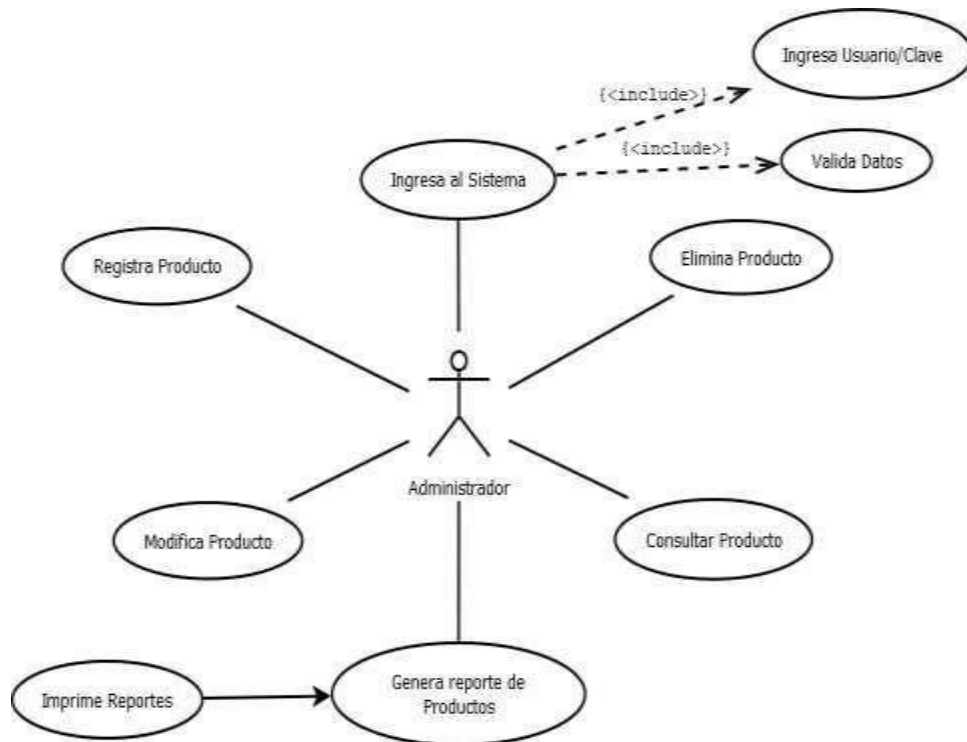 Ingresa Usuario/Clave
{<include>}
{<include>}
Valida Datos
Ingresa al Sistema
Registra Producto
Elimina Producto
Administrador
Modifica Producto
Consultar Producto
Imprime Reportes
Genera reporte de
Productos